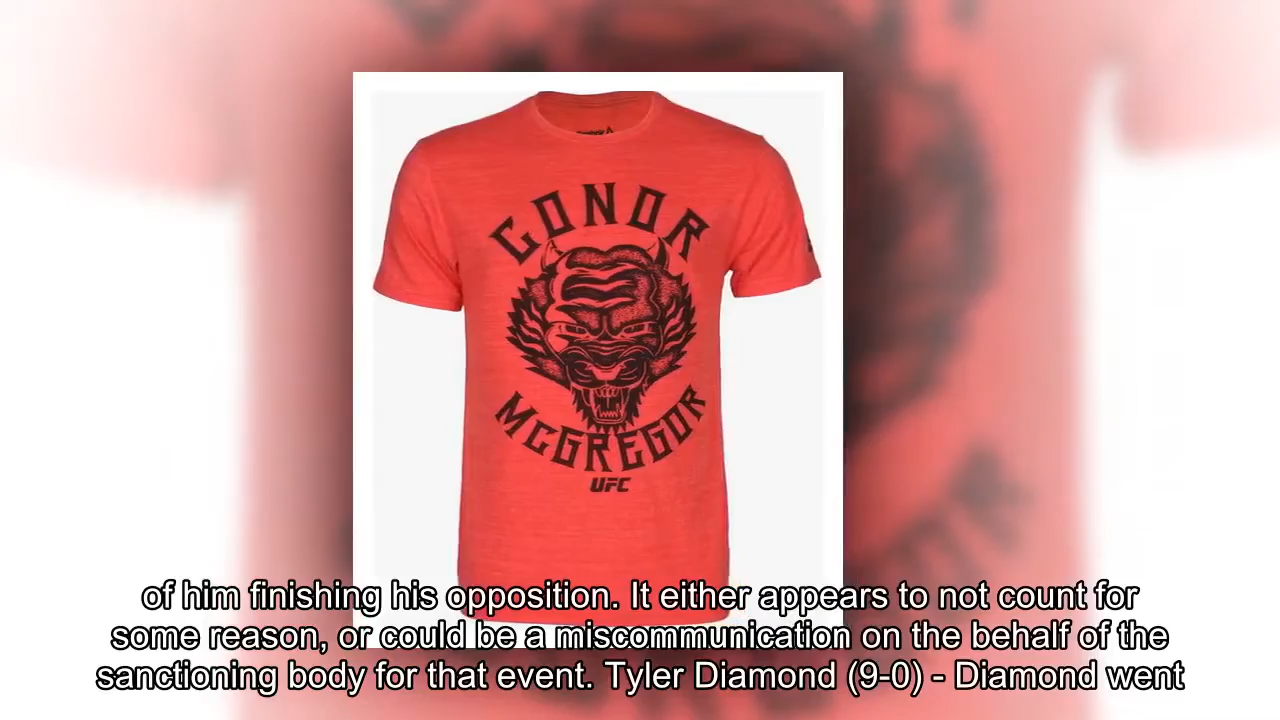 CONOR
McGREGOR
UFC
of him finishing his opposition. It either appears to not count for
some reason, or could be a miscommunication on the behalf of the
sanctioning body for that event. Tyler Diamond (9-0) - Diamond went